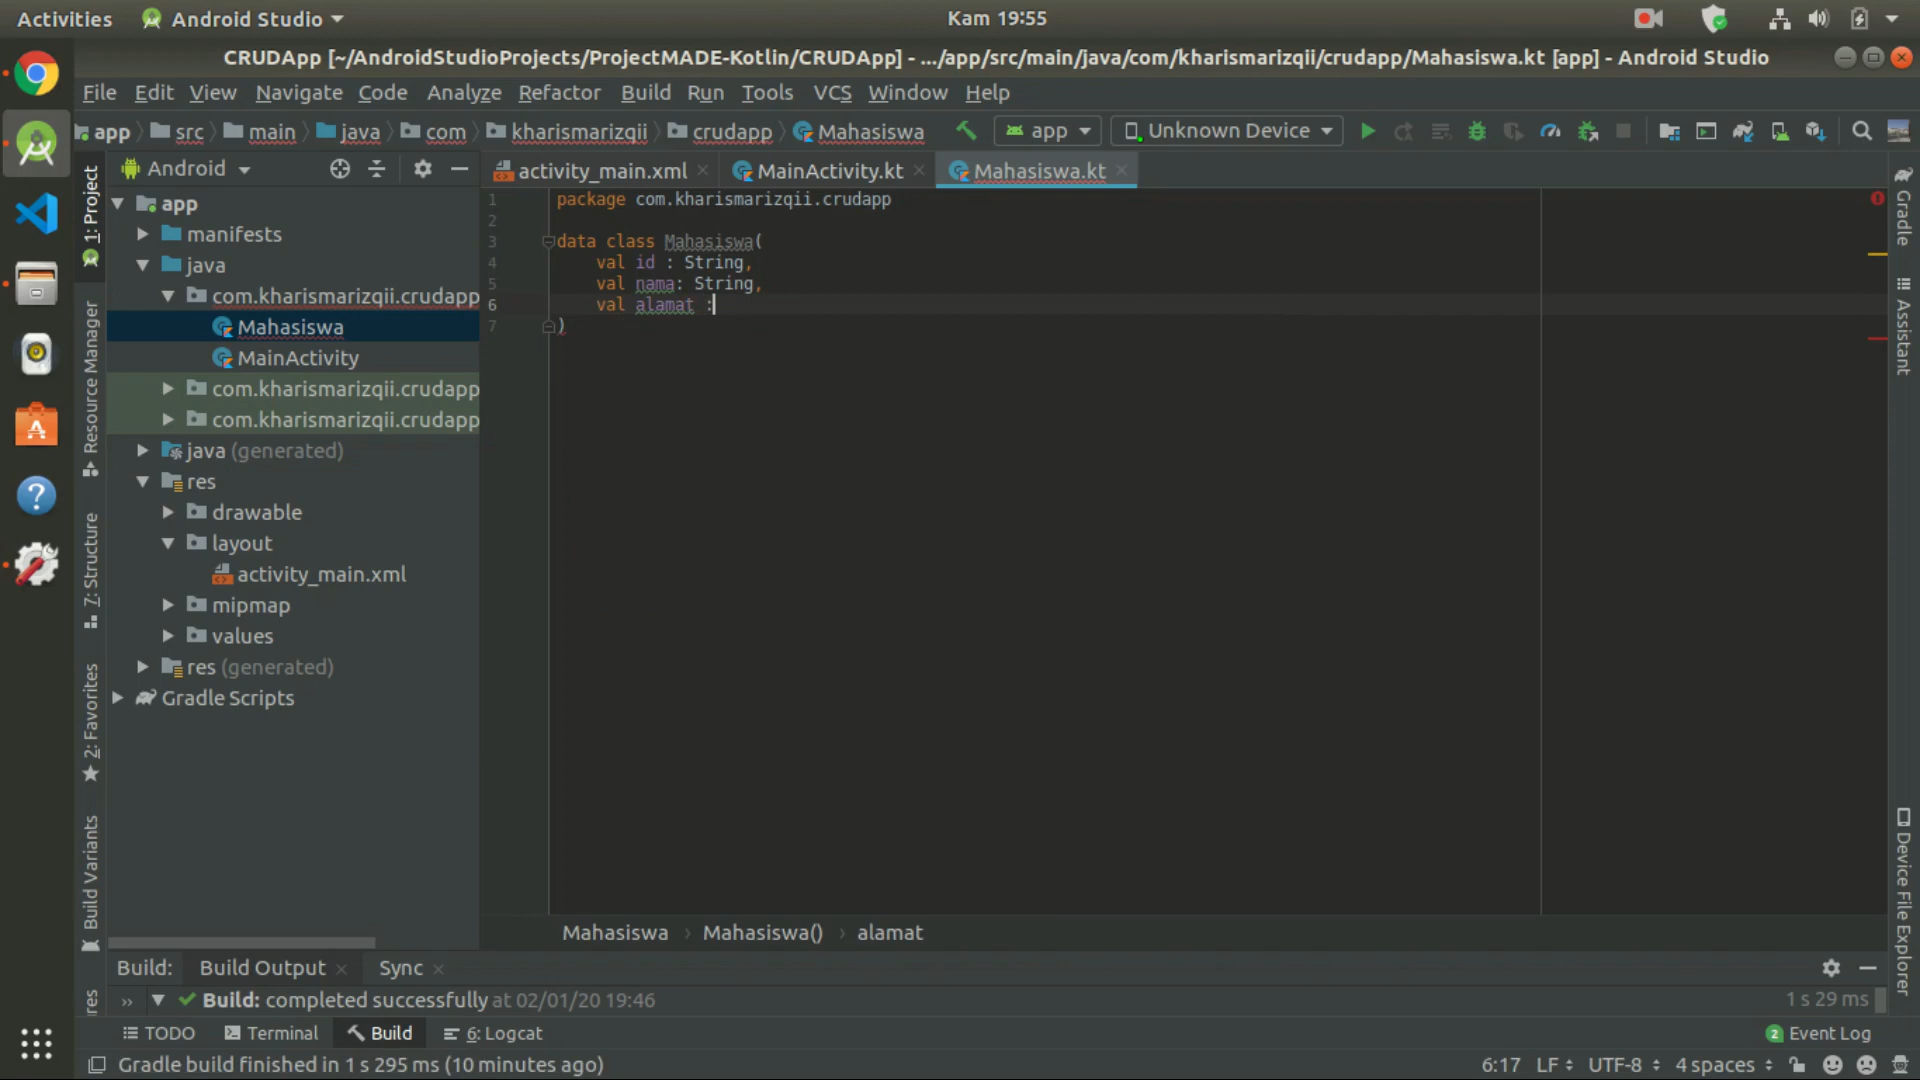 Activities Android Studio Kam 19:55
CRUDApp [~/AndroidStudioProjects/ProjectMADE-Kotlin/CRUDApp] - .../app/src/main/java/com/kharismarizqii/crudapp/Mahasiswa.kt [app] - Android Studio
File Edit View Navigate Code Analyze Refactor Build Run Tools VCS Window Help
app src main java com kharismarizqii crudapp Mahasiswa app Unknown Device
Android activity_main.xml MainActivity.kt Mahasiswa.kt
1: Project
Resource Manager
7: Structure
2: Favorites
Build Variants
app
manifests
java
com.kharismarizqii.crudapp
Mahasiswa
MainActivity
com.kharismarizqii.crudapp
com.kharismarizqii.crudapp
java (generated)
res
drawable
layout
activity_main.xml
mipmap
values
res (generated)
Gradle Scripts
1 package com.kharismarizqii.crudapp
2
3 data class Mahasiswa(
4 val id : String,
5 val nama: String,
6 val alamat :
7 )
Gradle
Assistant
Device File Explorer
Mahasiswa › Mahasiswa() › alamat
Build: Build Output Sync
» Build: completed successfully at 02/01/20 19:46 1 s 29 ms
TODO Terminal Build 6: Logcat 2 Event Log
Gradle build finished in 1 s 295 ms (10 minutes ago) 6:17 LF UTF-8 4 spaces